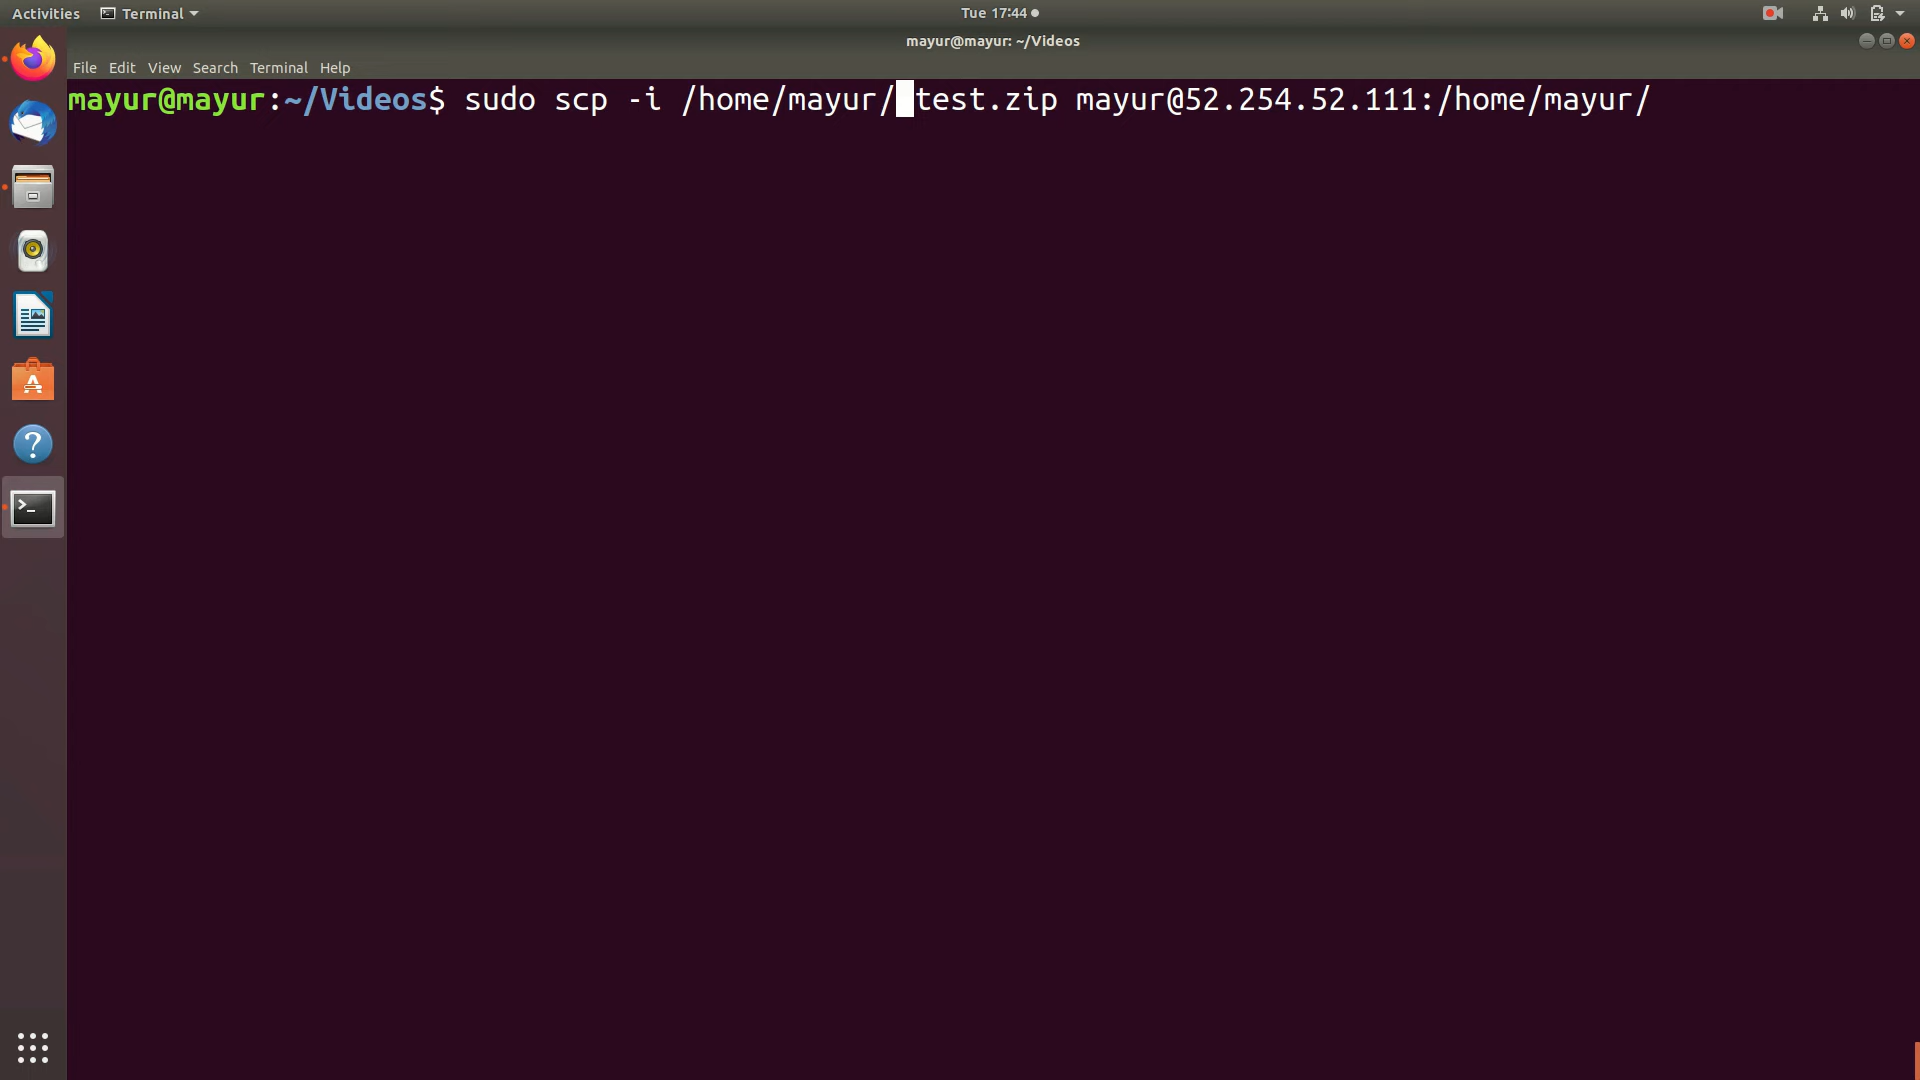 Activities Terminal Tue 17:44
mayur@mayur: ~/Videos
File Edit View Search Terminal Help
mayur@mayur:~/Videos$ sudo scp -i /home/mayur/ test.zip mayur@52.254.52.111:/home/mayur/